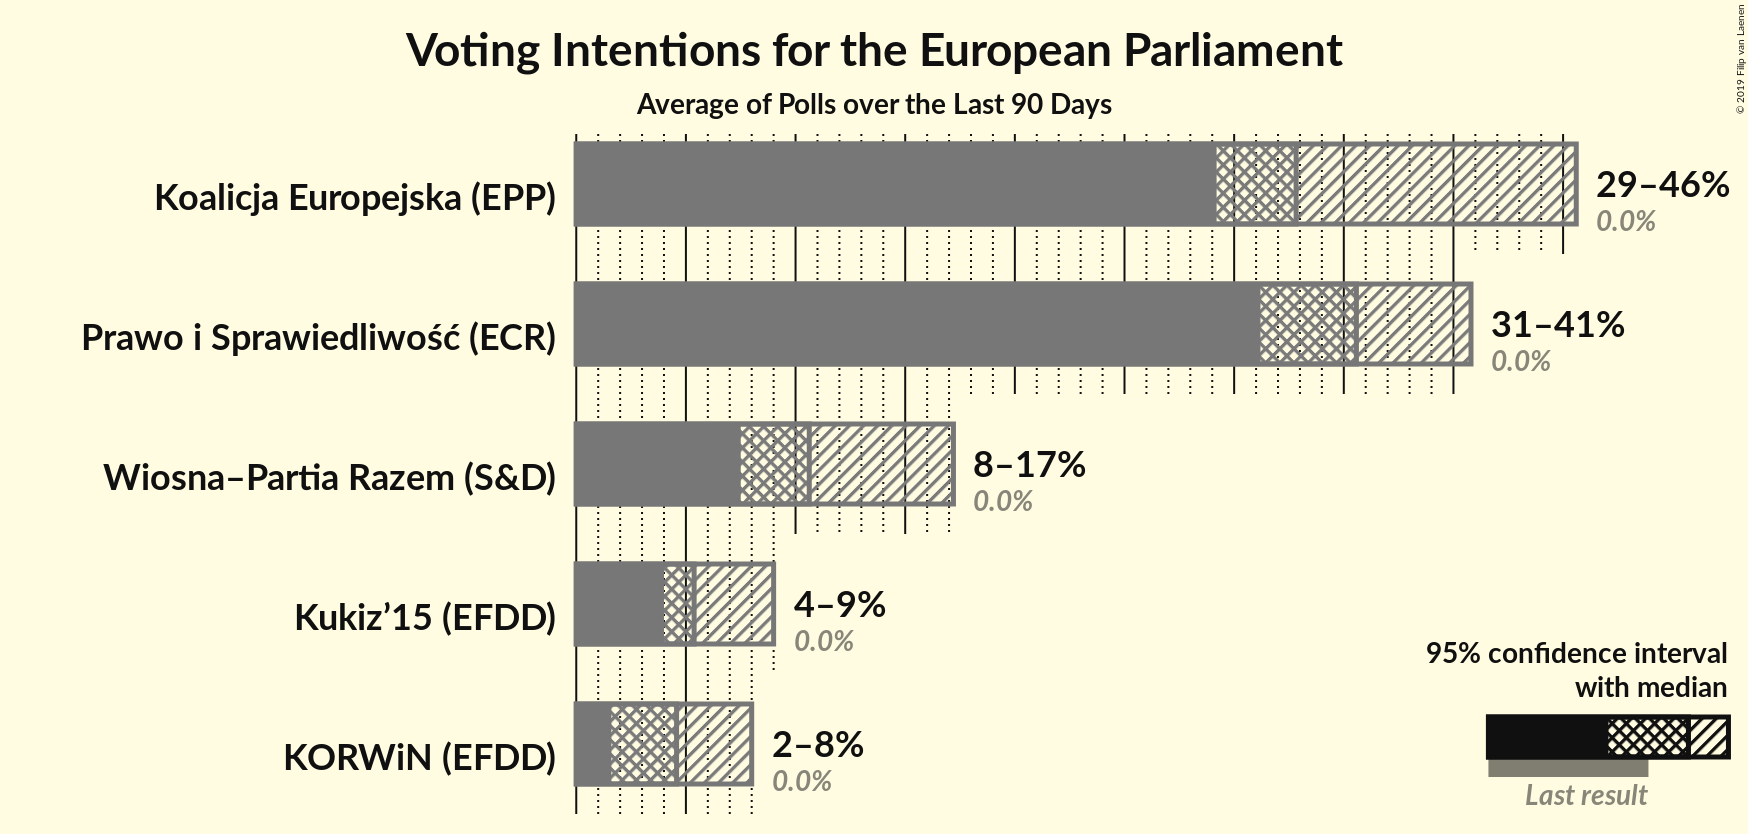 Voting Intentions for the European Parliament
Average of Polls over the Last 90 Days
© 2019 Filip van Laenen
Koalicja Europejska (EPP)
29–46%
0.0%
Prawo i Sprawiedliwość (ECR)
31–41%
0.0%
Wiosna–Partia Razem (S&D)
8–17%
0.0%
Kukiz’15 (EFDD)
4–9%
0.0%
KORWiN (EFDD)
2–8%
0.0%
95% confidence interval
with median
Last result